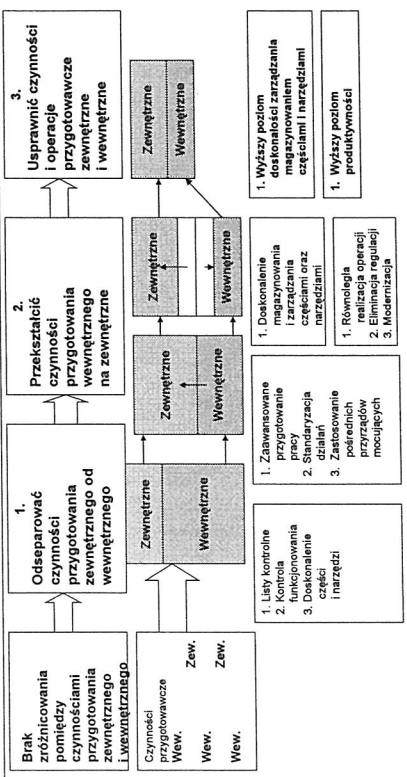 Brak
zróżnicowania
pomiędzy
czynnościami
przygotowania
zewnętrznego
i wewnętrznego
1.
Odseparować
czynności
przygotowania
zewnętrznego od
wewnętrznego
2.
Przekształcić
czynności
przygotowania
wewnętrznego
na zewnętrzne
3.
Usprawnić czynności
i operacje
przygotowawcze
zewnętrzne
i wewnętrzne
Czynności
przygotowawcze
Wew.
Zew.
Wew.
Zew.
Wew.
Zewnętrzne
Wewnętrzne
Zewnętrzne
Wewnętrzne
Zewnętrzne
Wewnętrzne
Zewnętrzne
Wewnętrzne
1. Listy kontrolne
2. Kontrola
funkcjonowania
3. Doskonalenie
części
i narzędzi
1. Zaawansowane
przygotowanie
pracy
2. Standaryzacja
działań
3. Zastosowanie
pośrednich
przyrządów
mocujących
1. Doskonalenie
magazynowania
i zarządzania
częściami oraz
narzędziami
1. Równoległa
realizacja operacji
2. Eliminacja regulacji
3. Modernizacja
1. Wyższy poziom
doskonałości zarządzania
magazynowaniem
częściami i narzędziami
1. Wyższy poziom
produktywności